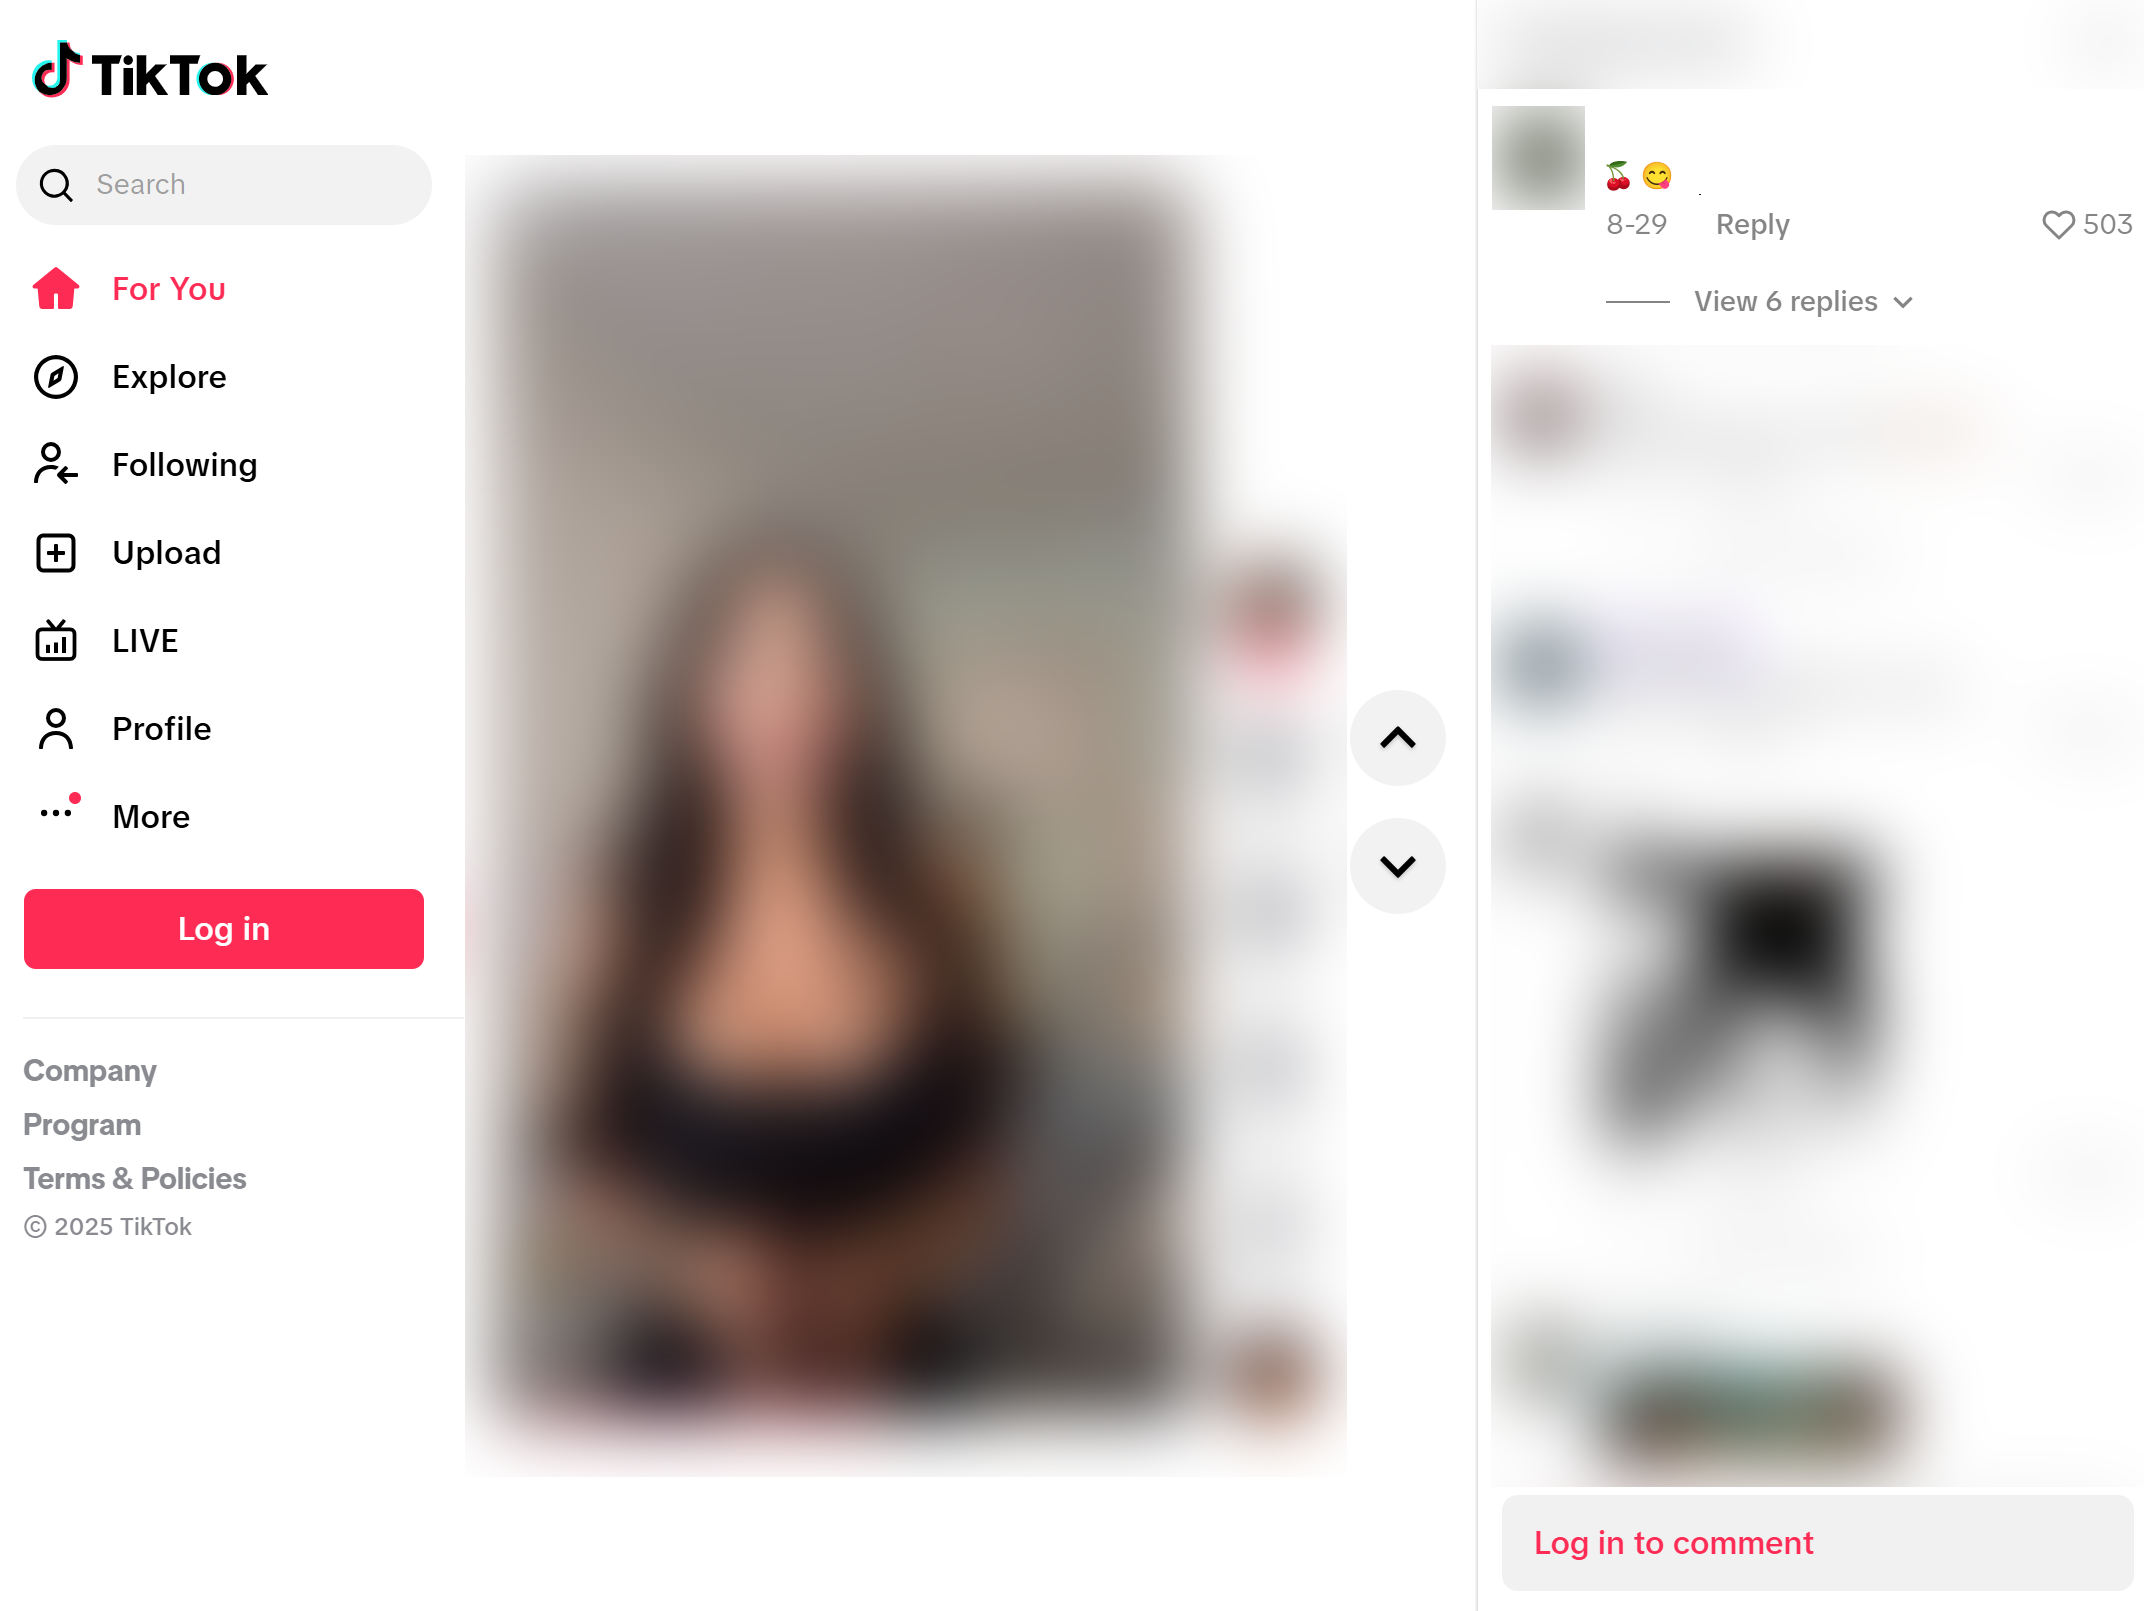 TikTok
Search
For You
Explore
Following
Upload
LIVE
Profile
More
Log in
Company
Program
Terms & Policies
© 2025 TikTok
🍒 😋 .
8-29 Reply 503
View 6 replies
Log in to comment